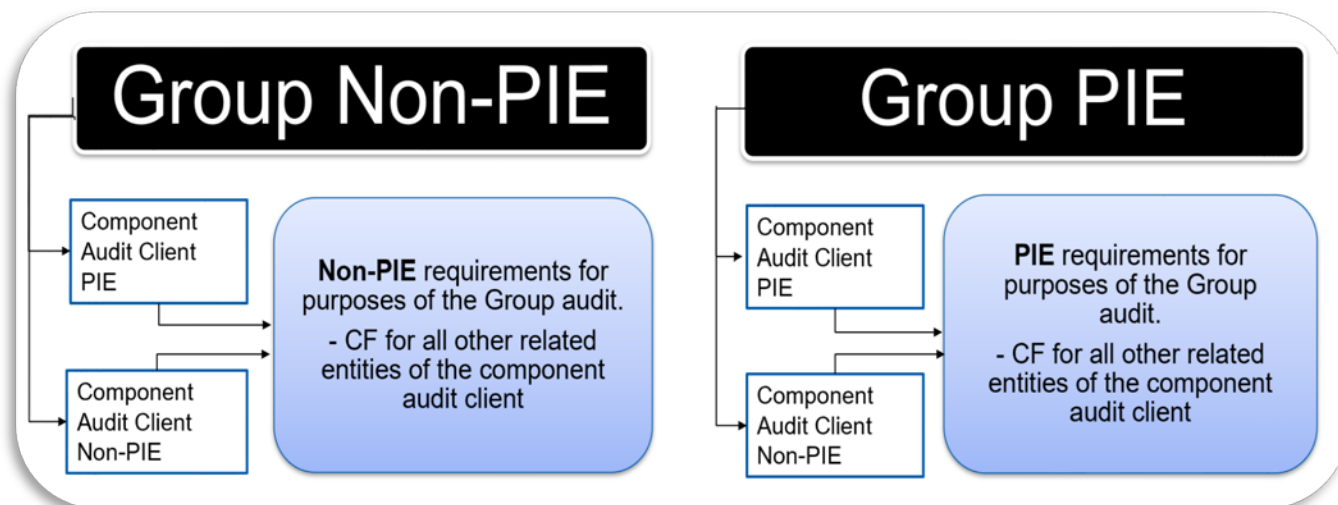 Group Non-PIE
Component
Audit Client
PIE
Component
Audit Client
Non-PIE
Non-PIE requirements for
purposes of the Group audit.
- CF for all other related
entities of the component
audit client
Group PIE
Component
Audit Client
PIE
Component
Audit Client
Non-PIE
PIE requirements for
purposes of the Group
audit.
- CF for all other related
entities of the component
audit client